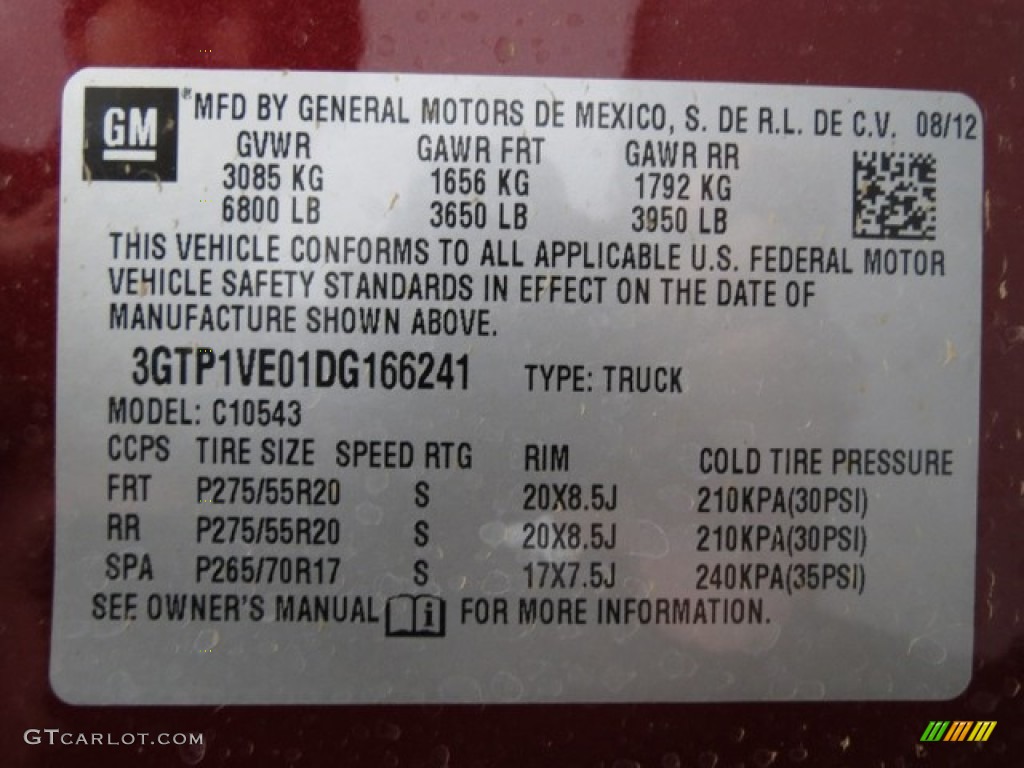 GM® MFD BY GENERAL MOTORS DE MEXICO, S. DE R.L. DE C.V. 08/12
GVWR GAWR FRT GAWR RR
3085 KG 1656 KG 1792 KG
6800 LB 3650 LB 3950 LB
THIS VEHICLE CONFORMS TO ALL APPLICABLE U.S. FEDERAL MOTOR
VEHICLE SAFETY STANDARDS IN EFFECT ON THE DATE OF
MANUFACTURE SHOWN ABOVE.
3GTP1VE01DG166241 TYPE: TRUCK
MODEL: C10543
CCPS TIRE SIZE SPEED RTG RIM COLD TIRE PRESSURE
FRT P275/55R20 S 20X8.5J 210KPA(30PSI)
RR P275/55R20 S 20X8.5J 210KPA(30PSI)
SPA P265/70R17 S 17X7.5J 240KPA(35PSI)
SEE OWNER'S MANUAL i FOR MORE INFORMATION.
GTCARLOT.COM